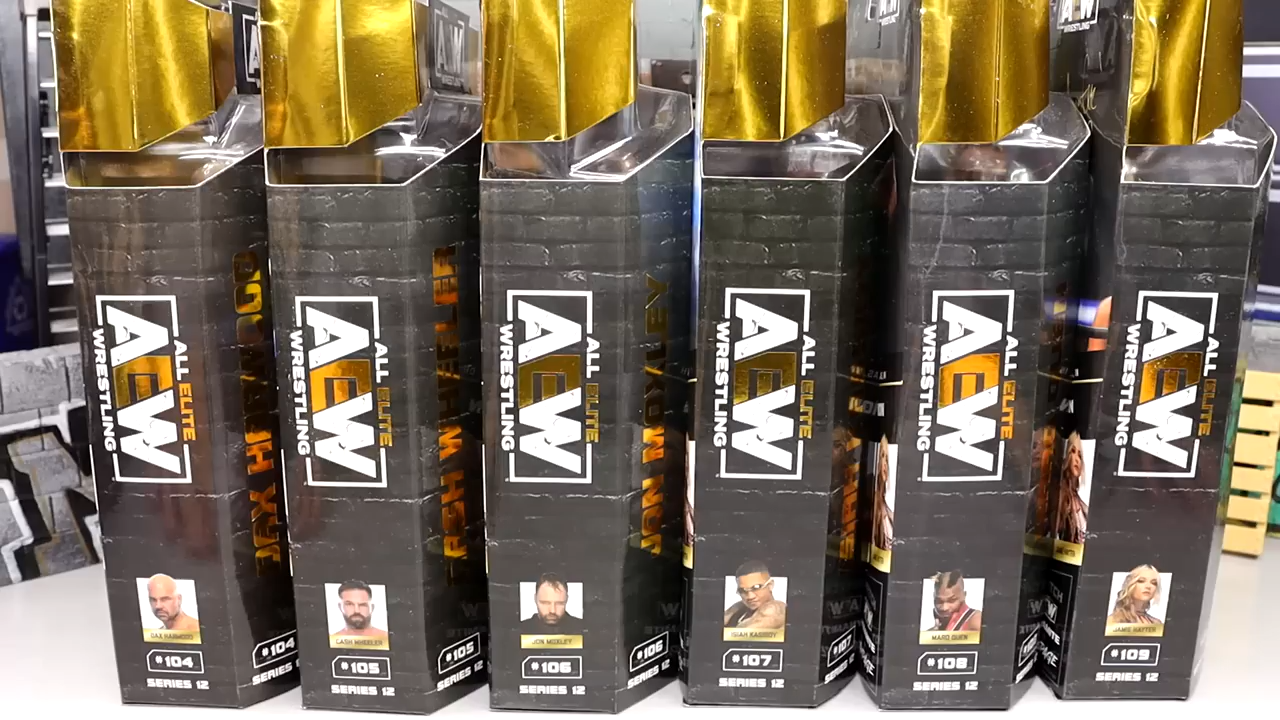 ALL ELITE
AEW
WRESTLING
DAX HARWOOD
#104
SERIES 12
DAX HARWOOD
#104
SERIES
ALL ELITE
AEW
WRESTLING
CASH WHEELER
#105
SERIES 12
CASH WHEELER
#105
SERIES 12
ALL ELITE
AEW
WRESTLING
JON MOXLEY
#106
SERIES 12
JON MOXLEY
#106
SERIES 12
ALL ELITE
AEW
WRESTLING
ISIAH KASSIDY
#107
SERIES 12
#107
ALL ELITE
AEW
WRESTLING
MARQ QUEN
#108
SERIES 12
ALL ELITE
AEW
WRESTLING
JAMIE HAYTER
#109
SERIES 12